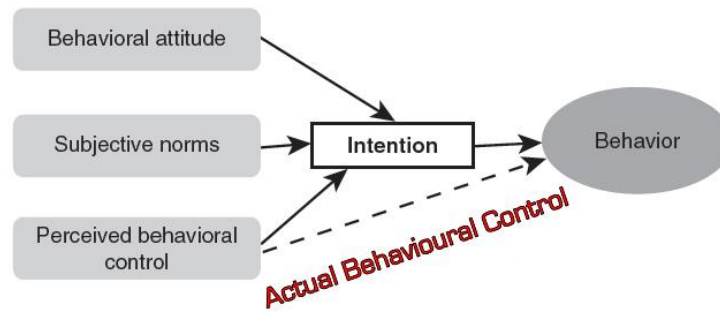 Behavioral attitude
Subjective norms
Intention
Behavior
Perceived behavioral
control
Actual Behavioural Control